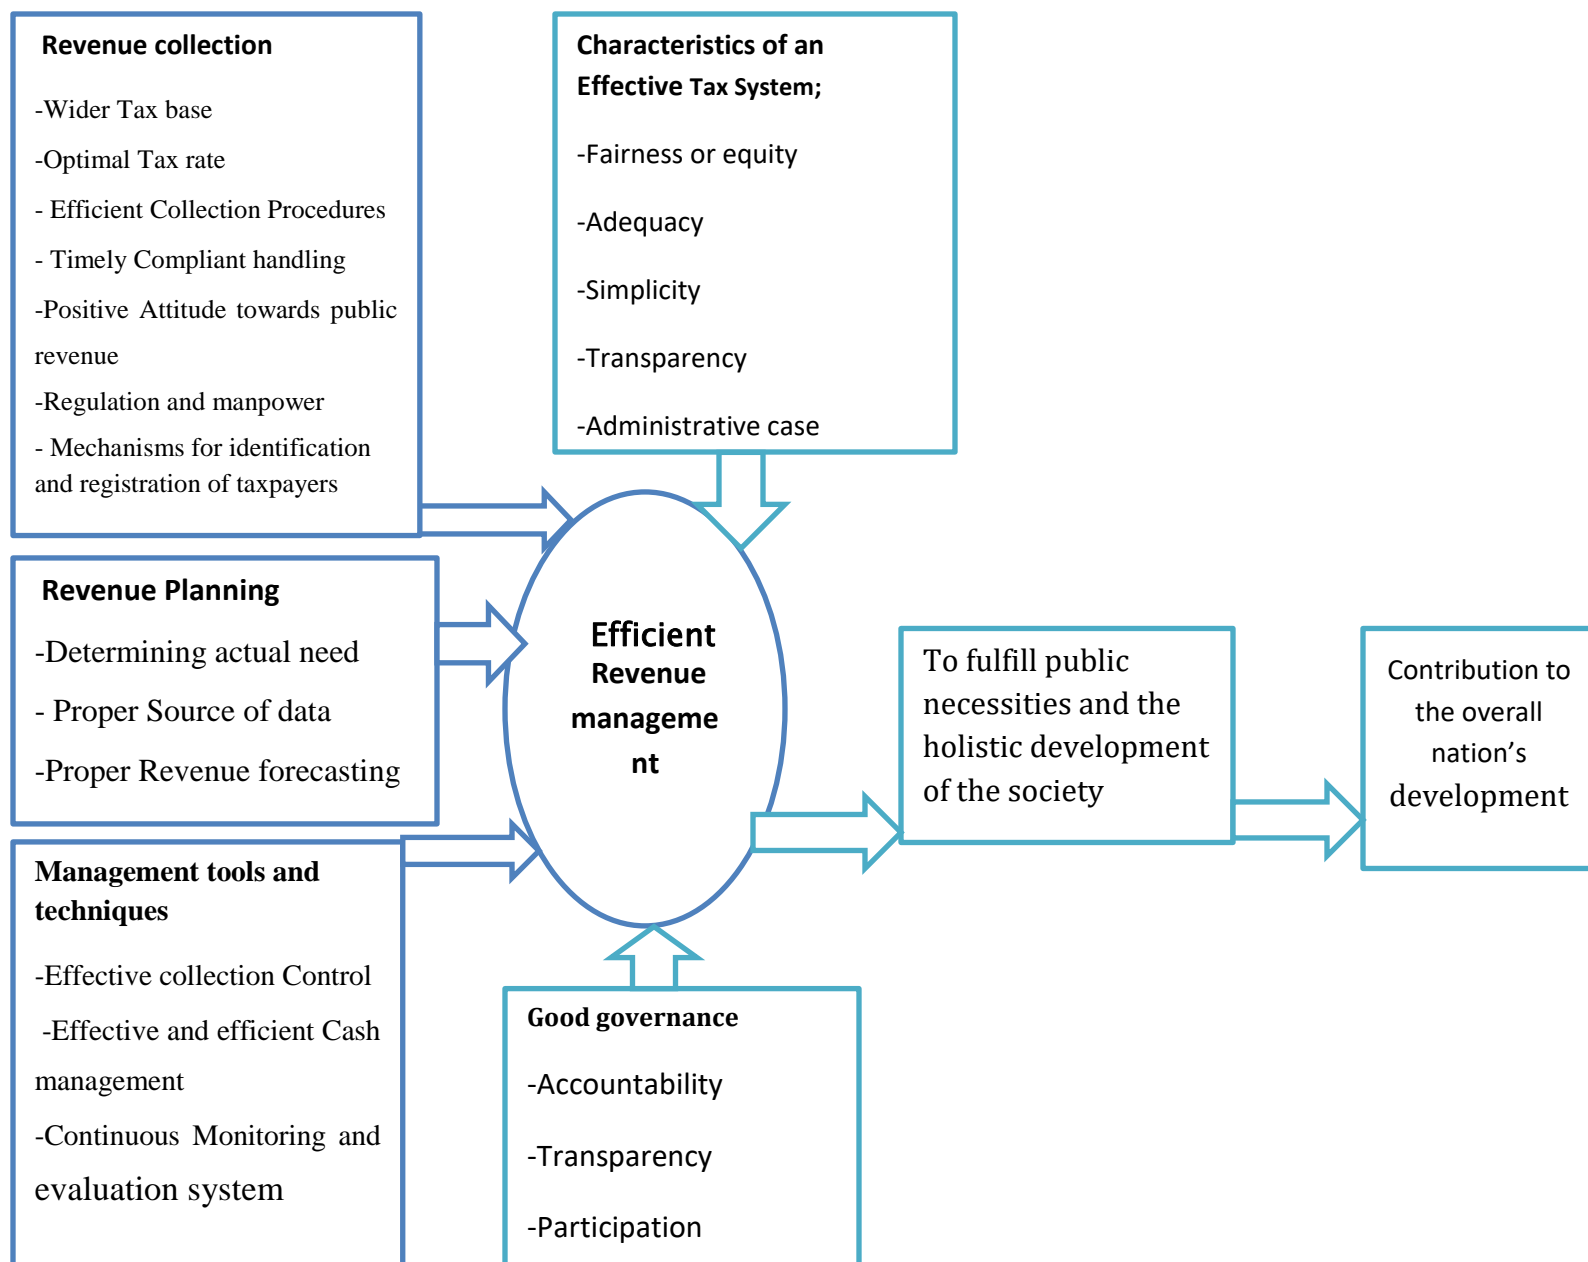 Revenue collection
-Wider Tax base
-Optimal Tax rate
- Efficient Collection Procedures
- Timely Compliant handling
-Positive Attitude towards public
revenue
-Regulation and manpower
- Mechanisms for identification
and registration of taxpayers
Characteristics of an
Effective Tax System;
-Fairness or equity
-Adequacy
-Simplicity
-Transparency
-Administrative case
Revenue Planning
-Determining actual need
- Proper Source of data
-Proper Revenue forecasting
Efficient
Revenue
manageme
nt
To fulfill public
necessities and the
holistic development
of the society
Contribution to
the overall
nation’s
development
Management tools and
techniques
-Effective collection Control
-Effective and efficient Cash
management
-Continuous Monitoring and
evaluation system
Good governance
-Accountability
-Transparency
-Participation